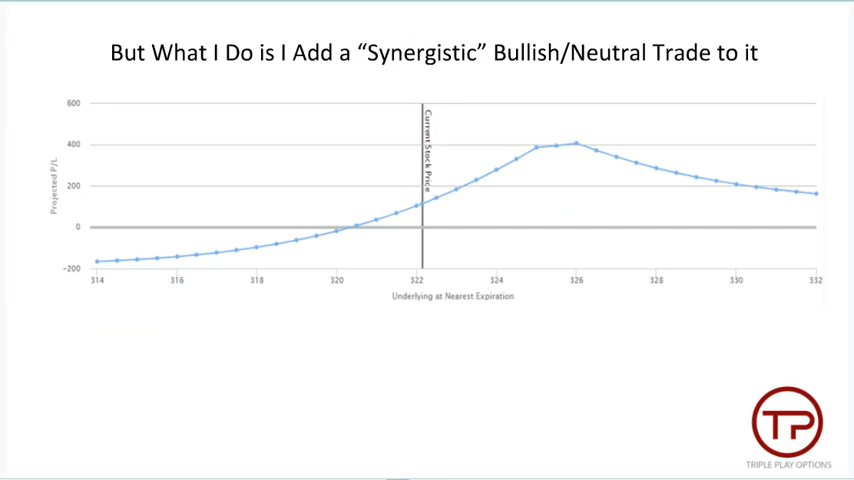 But What I Do is I Add a “Synergistic” Bullish/Neutral Trade to it
600
400
200
0
-200
Projected P/L
Current Stock Price
314 316 318 320 322 324 326 328 330 332
Underlying at Nearest Expiration
TP
TRIPLE PLAY OPTIONS